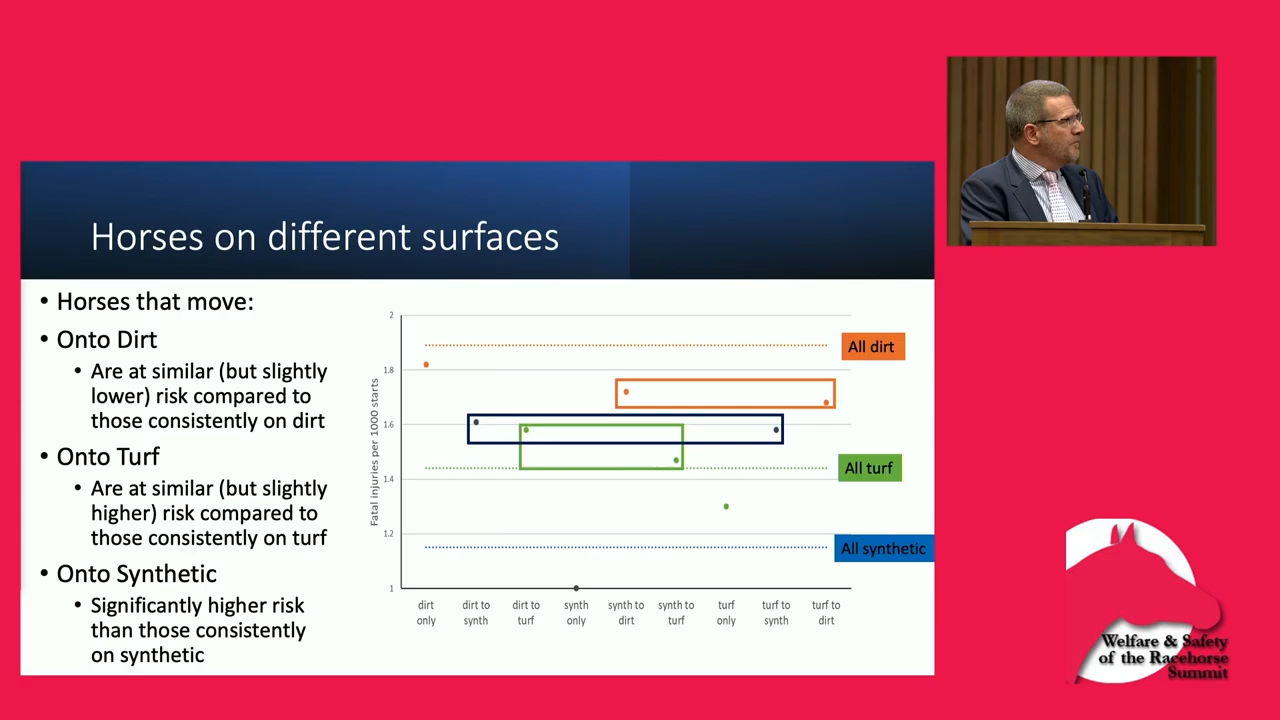 Horses on different surfaces
• Horses that move:
• Onto Dirt
• Are at similar (but slightly
lower) risk compared to
those consistently on dirt
• Onto Turf
• Are at similar (but slightly
higher) risk compared to
those consistently on turf
• Onto Synthetic
• Significantly higher risk
than those consistently
on synthetic
Fatal injuries per 1000 starts
2
1.8
1.6
1.4
1.2
1
All dirt
All turf
All synthetic
dirt only
dirt to synth
dirt to turf
synth only
synth to dirt
synth to turf
turf only
turf to synth
turf to dirt
Welfare & Safety
of the Racehorse
Summit